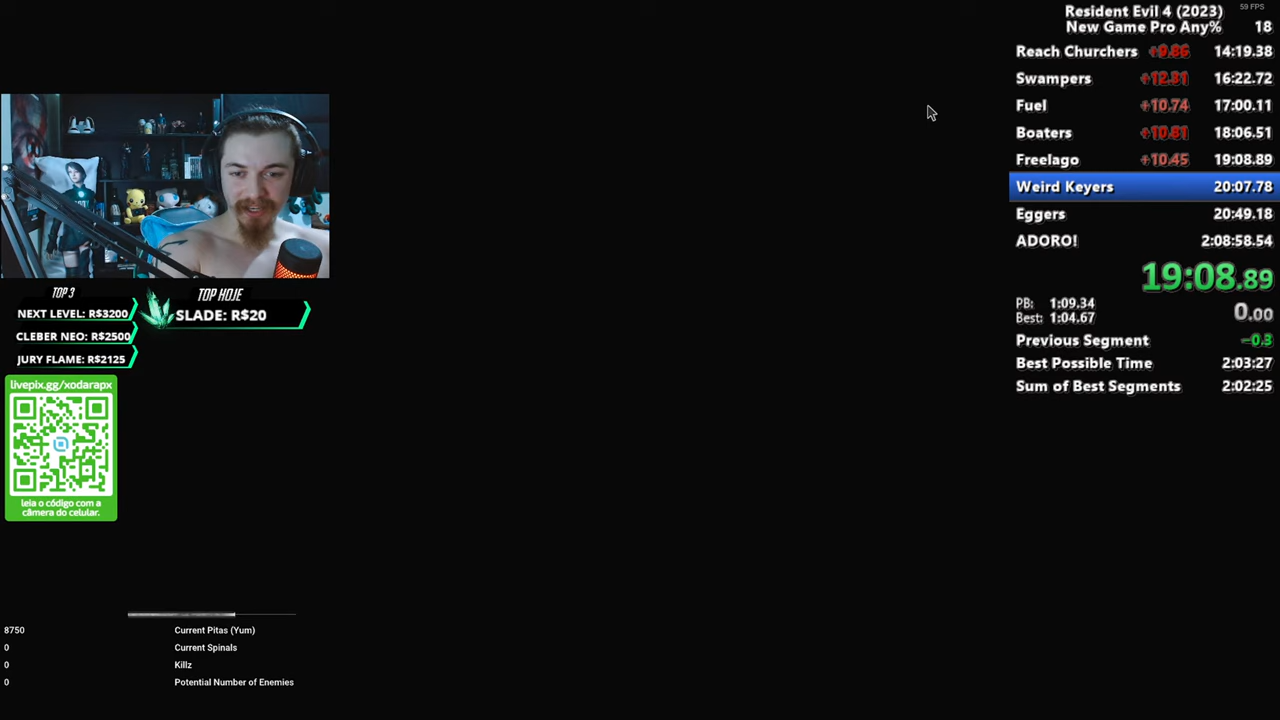 59 FPS
Resident Evil 4 (2023)
New Game Pro Any% 18
Reach Churchers +9.86 14:19.38
Swampers +12.81 16:22.72
Fuel +10.74 17:00.11
Boaters +10.81 18:06.51
Freelago +10.45 19:08.89
Weird Keyers 20:07.78
Eggers 20:49.18
ADORO! 2:08:58.54
19:08.89
PB: 1:09.34
Best: 1:04.67
0.00
Previous Segment -0.3
Best Possible Time 2:03:27
Sum of Best Segments 2:02:25
TOP 3
NEXT LEVEL: R$3200
CLEBER NEO: R$2500
JURY FLAME: R$2125
TOP HOJE
SLADE: R$20
livepix.gg/xodarapx
leia o código com a
câmera do celular.
8750 Current Pitas (Yum)
0 Current Spinals
0 Killz
0 Potential Number of Enemies